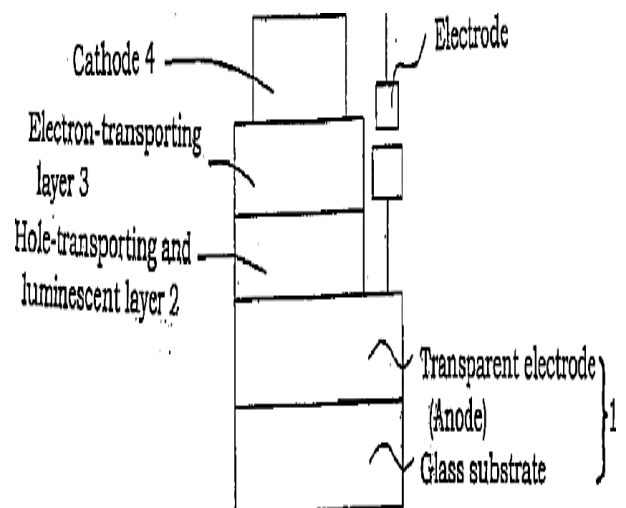 Electrode
Cathode 4
Electron-transporting
layer 3
Hole-transporting and
luminescent layer 2
Transparent electrode
(Anode)
1
Glass substrate